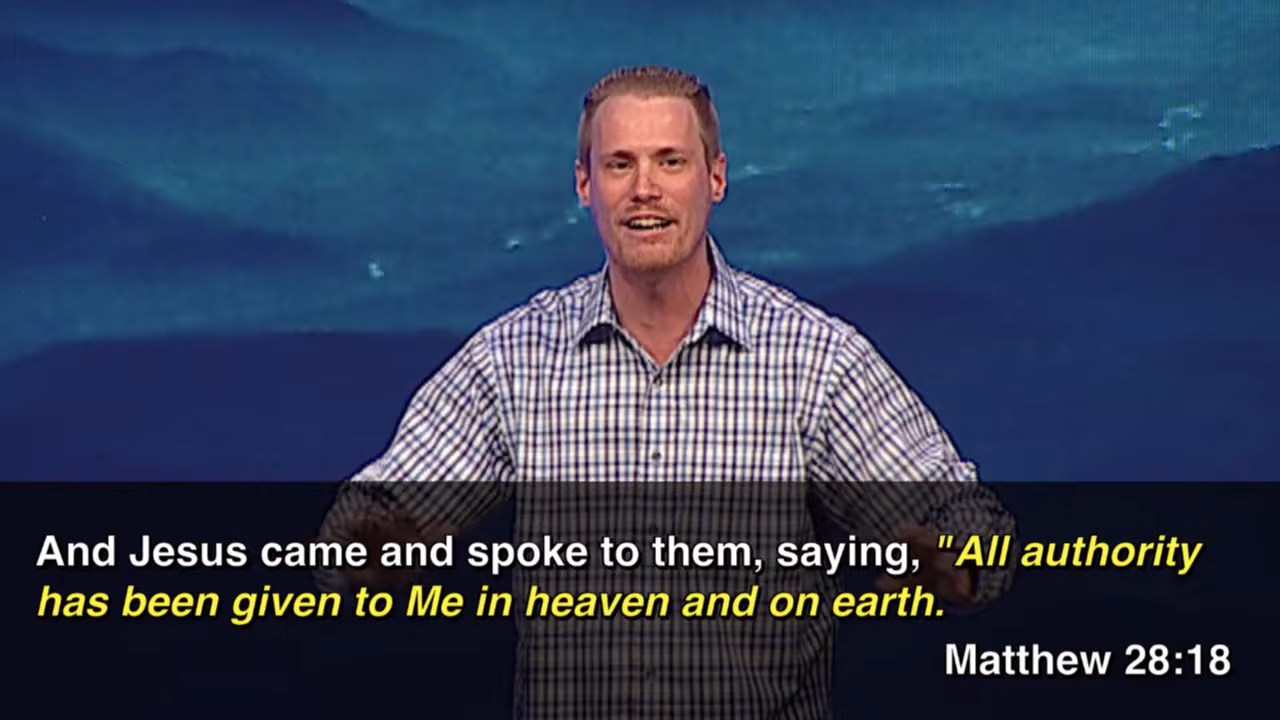 And Jesus came and spoke to them, saying, "All authority
has been given to Me in heaven and on earth.
Matthew 28:18